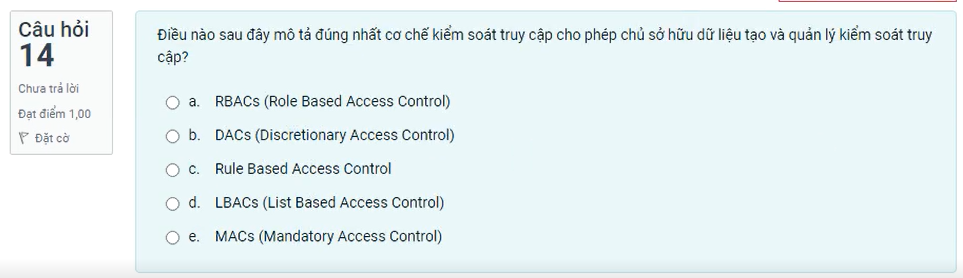 Câu hỏi
14
Chưa trả lời
Đạt điểm 1,00
Đặt cờ
Điều nào sau đây mô tả đúng nhất cơ chế kiểm soát truy cập cho phép chủ sở hữu dữ liệu tạo và quản lý kiểm soát truy
cập?
a. RBACs (Role Based Access Control)
b. DACs (Discretionary Access Control)
c. Rule Based Access Control
d. LBACs (List Based Access Control)
e. MACs (Mandatory Access Control)